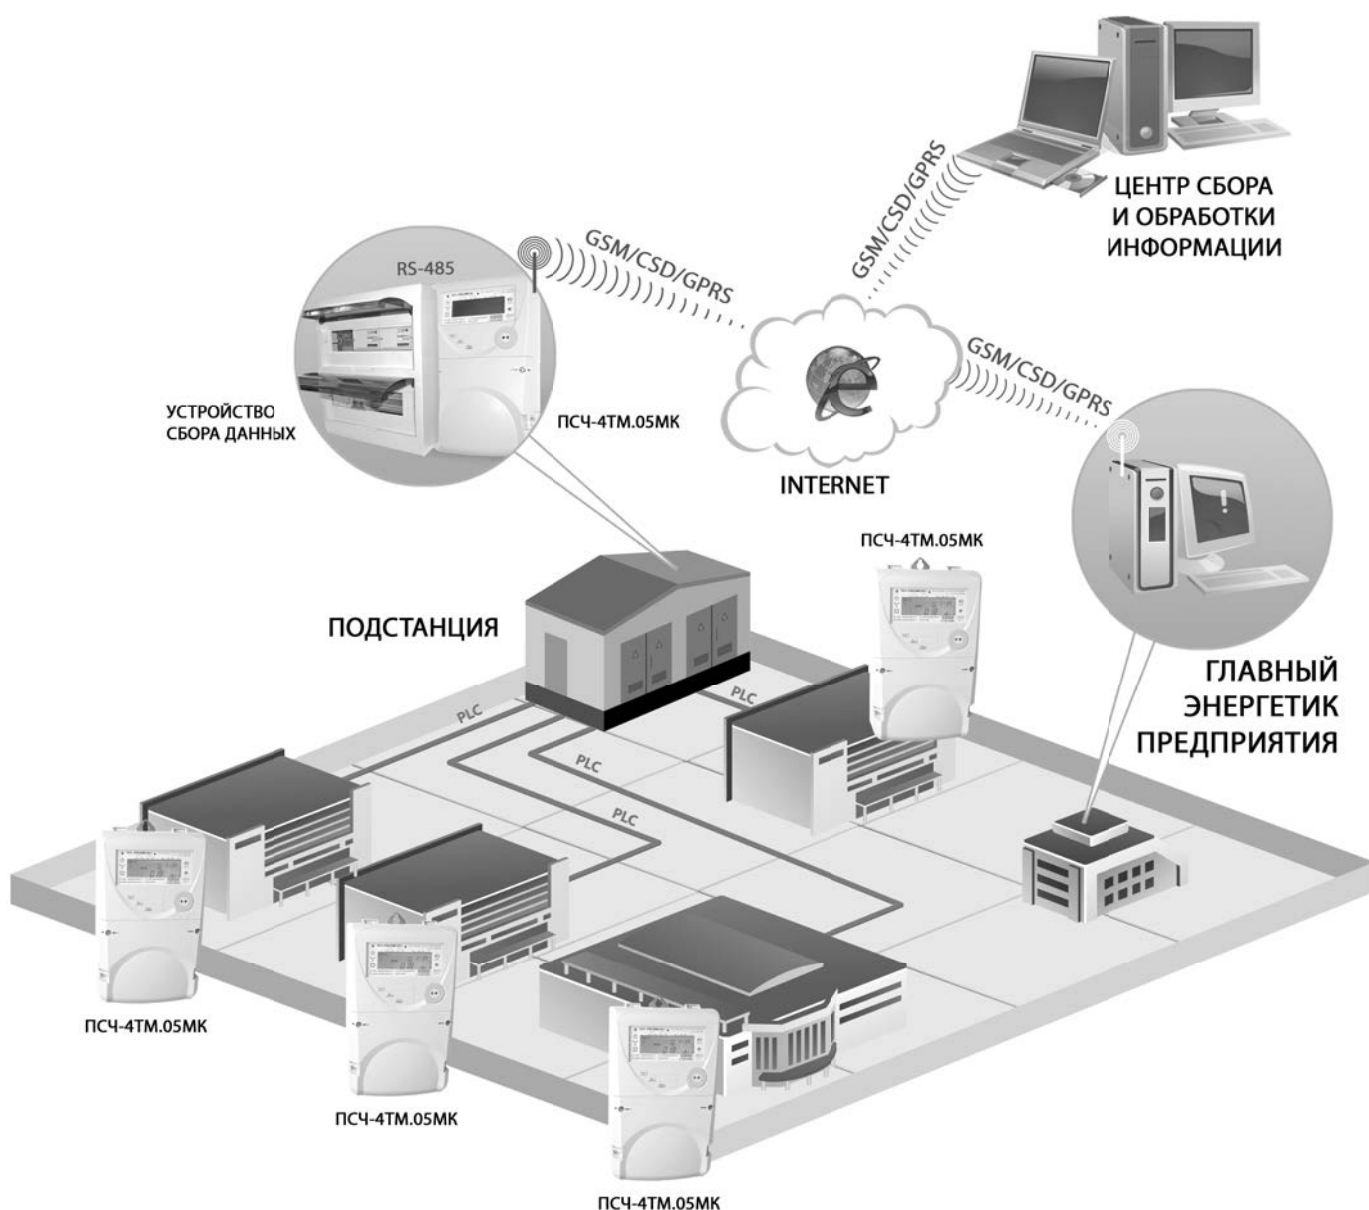 ЦЕНТР СБОРА
И ОБРАБОТКИ
ИНФОРМАЦИИ
GSM/CSD/GPRS
GSM/CSD/GPRS
RS-485
GSM/CSD/GPRS
УСТРОЙСТВО
СБОРА ДАННЫХ
ПСЧ-4ТМ.05МК
INTERNET
ПСЧ-4ТМ.05МК
ПОДСТАНЦИЯ
ГЛАВНЫЙ
ЭНЕРГЕТИК
ПРЕДПРИЯТИЯ
PLC
PLC
PLC
PLC
ПСЧ-4ТМ.05МК
ПСЧ-4ТМ.05МК
ПСЧ-4ТМ.05МК